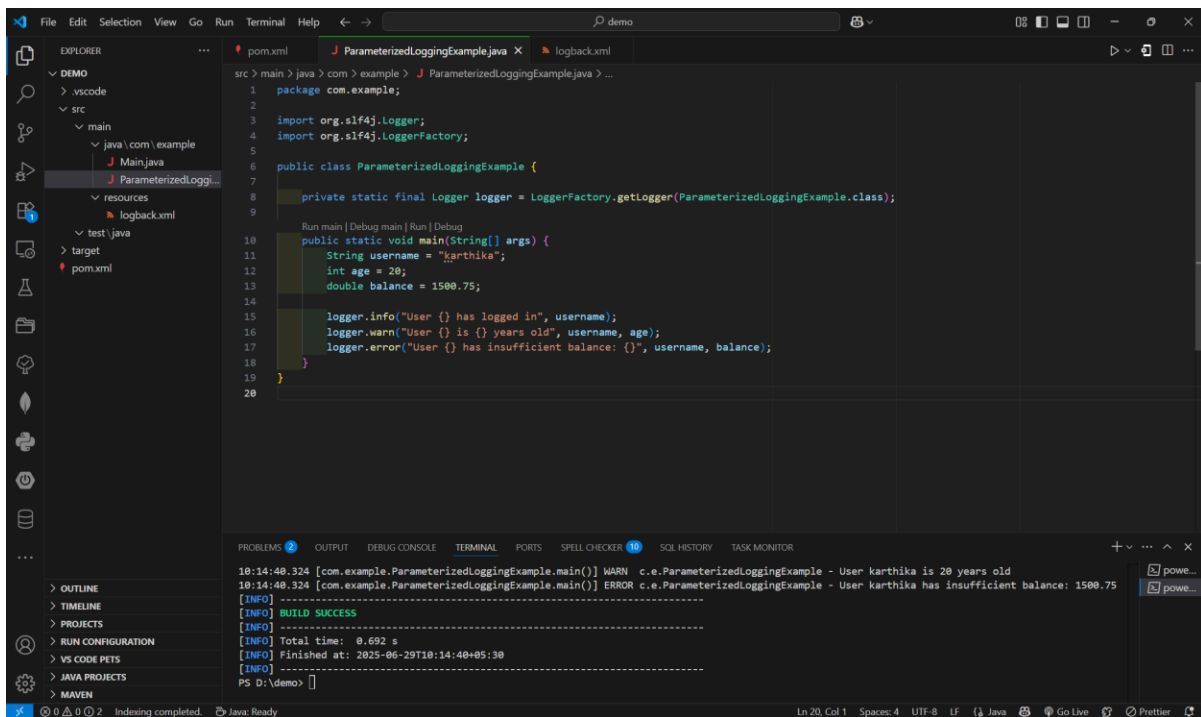 File Edit Selection View Go Run Terminal Help
demo
EXPLORER
DEMO
.vscode
src
main
java\com\example
Main.java
ParameterizedLoggi...
resources
logback.xml
test\java
target
pom.xml
OUTLINE
TIMELINE
PROJECTS
RUN CONFIGURATION
VS CODE PETS
JAVA PROJECTS
MAVEN
pom.xml ParameterizedLoggingExample.java logback.xml
src > main > java > com > example > ParameterizedLoggingExample.java > ...
1 package com.example;
2
3 import org.slf4j.Logger;
4 import org.slf4j.LoggerFactory;
5
6 public class ParameterizedLoggingExample {
7
8 private static final Logger logger = LoggerFactory.getLogger(ParameterizedLoggingExample.class);
9
Run main | Debug main | Run | Debug
10 public static void main(String[] args) {
11 String username = "karthika";
12 int age = 20;
13 double balance = 1500.75;
14
15 logger.info("User {} has logged in", username);
16 logger.warn("User {} is {} years old", username, age);
17 logger.error("User {} has insufficient balance: {}", username, balance);
18 }
19 }
20
PROBLEMS 2 OUTPUT DEBUG CONSOLE TERMINAL PORTS SPELL CHECKER 10 SQL HISTORY TASK MONITOR
10:14:40.324 [com.example.ParameterizedLoggingExample.main()] WARN c.e.ParameterizedLoggingExample - User karthika is 20 years old
10:14:40.324 [com.example.ParameterizedLoggingExample.main()] ERROR c.e.ParameterizedLoggingExample - User karthika has insufficient balance: 1500.75
[INFO] ------------------------------------------------------------------------
[INFO] BUILD SUCCESS
[INFO] ------------------------------------------------------------------------
[INFO] Total time: 0.692 s
[INFO] Finished at: 2025-06-29T10:14:40+05:30
[INFO] ------------------------------------------------------------------------
PS D:\demo>
powe...
powe...
1
0 0 2 Indexing completed. Java: Ready Ln 20, Col 1 Spaces: 4 UTF-8 LF Java Go Live Prettier